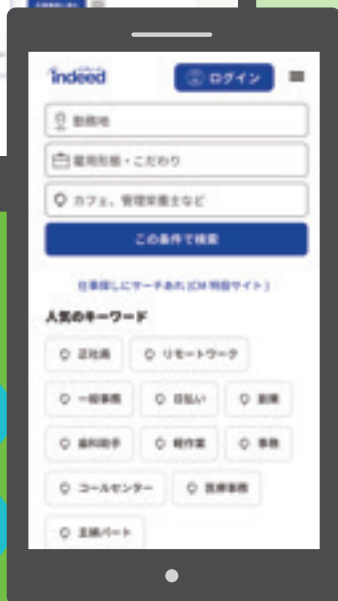 indeed
ログイン
勤務地
雇用形態・こだわり
カフェ、管理栄養士など
この条件で検索
仕事探しにサーチあれ (CM 特設サイト)
人気のキーワード
正社員 リモートワーク
一般事務 日払い 副業
歯科助手 軽作業 事務
コールセンター 医療事務
主婦パート